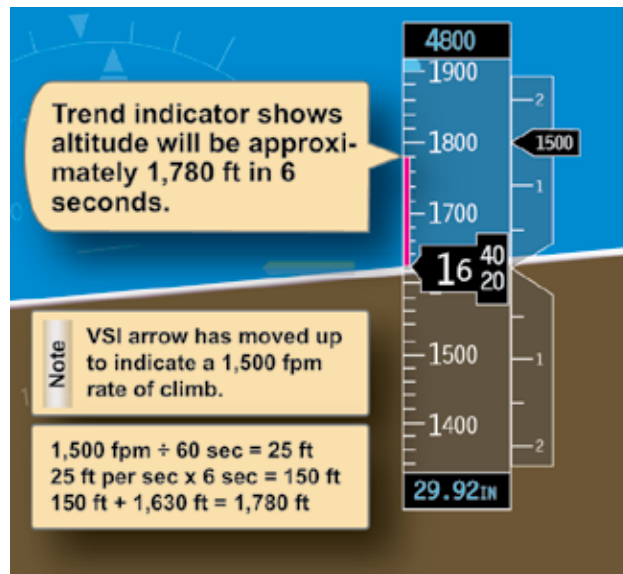 4800
1900
Trend indicator shows
altitude will be approxi-
mately 1,780 ft in 6
seconds.
2
1800
1500
1
1700
16 40
20
Note
VSI arrow has moved up
to indicate a 1,500 fpm
rate of climb.
1500
1
1400
2
1,500 fpm ÷ 60 sec = 25 ft
25 ft per sec x 6 sec = 150 ft
150 ft + 1,630 ft = 1,780 ft
29.92IN